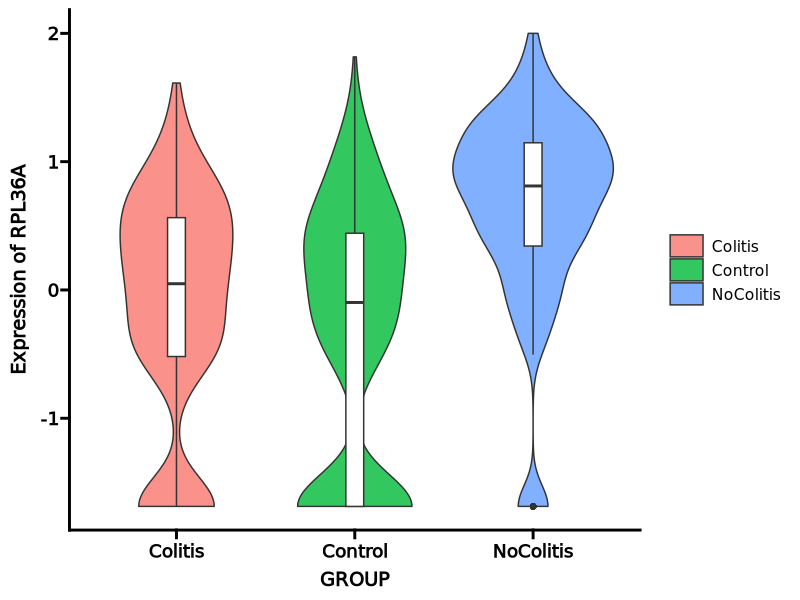 2
1
0
-1
Expression of RPL36A
Colitis
Control
NoColitis
GROUP
Colitis
Control
NoColitis